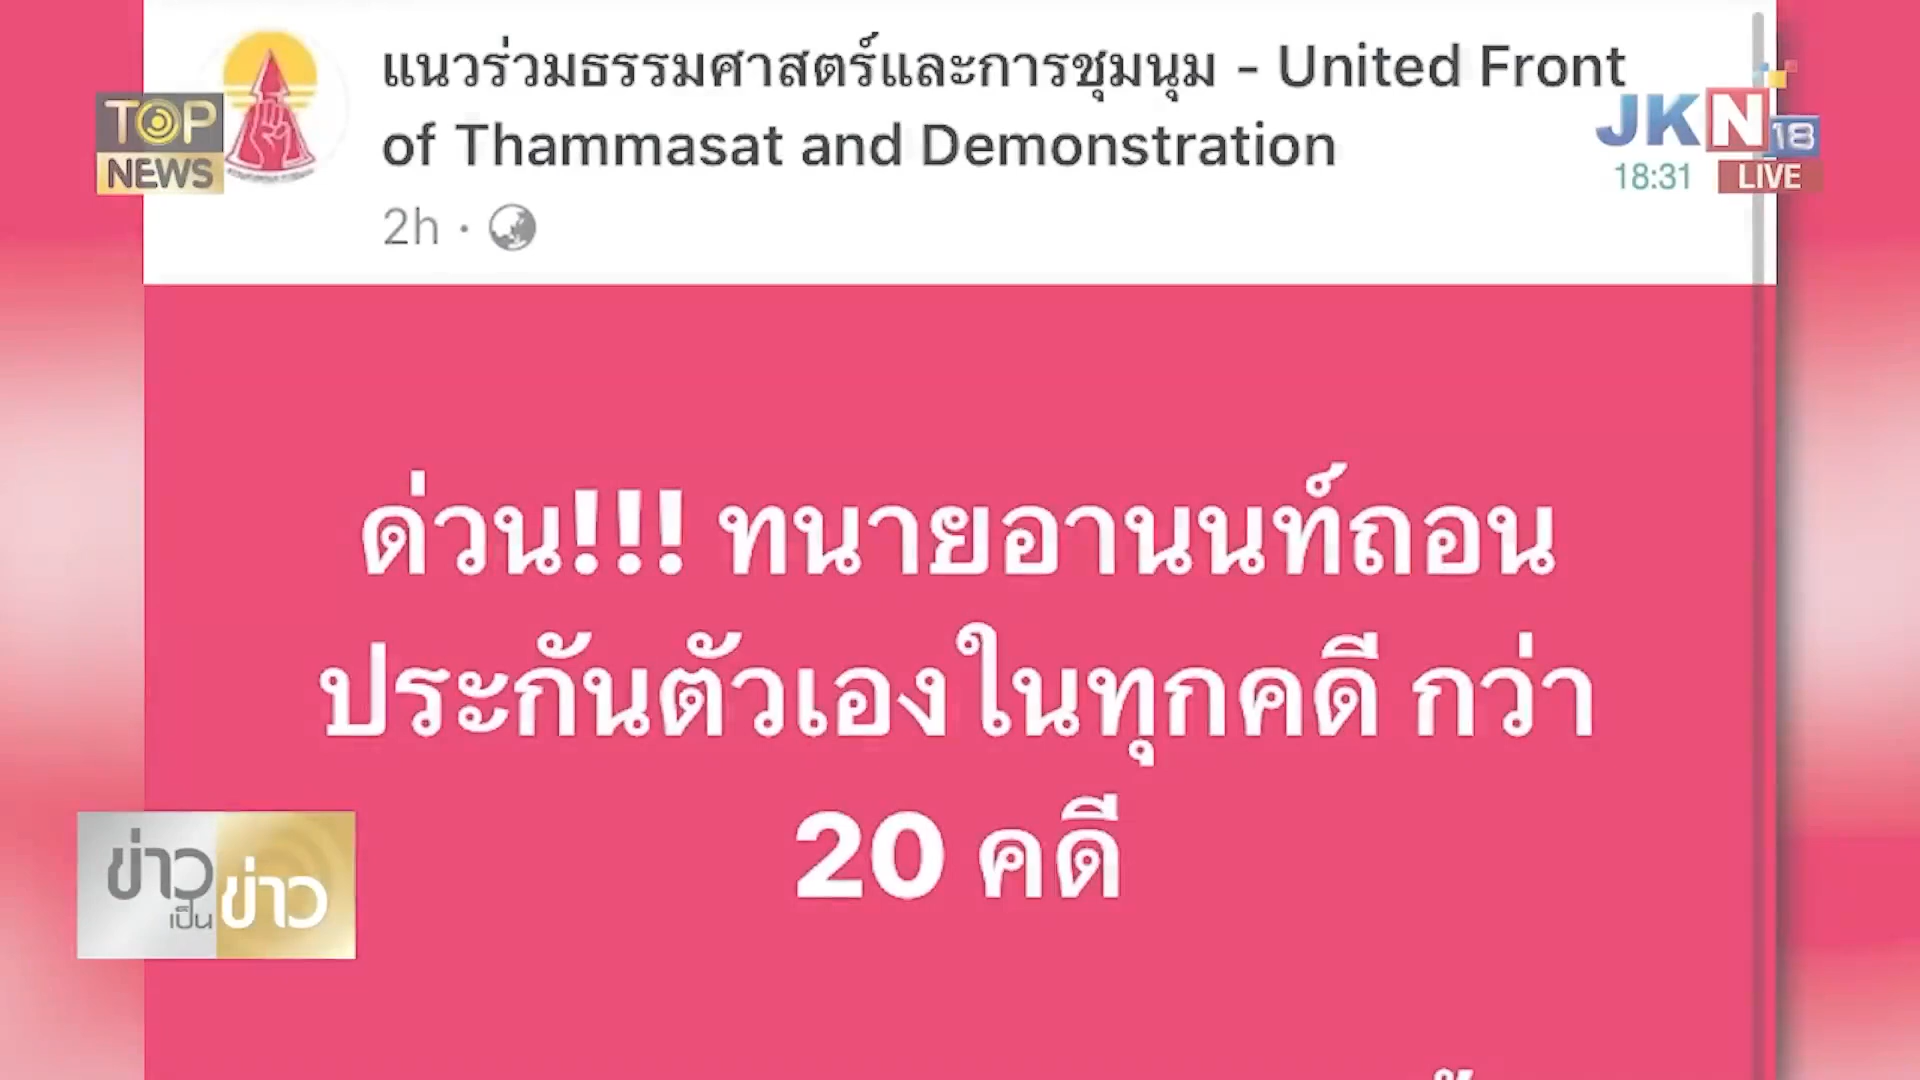 แนวร่วมธรรมศาสตร์และการชุมนุม - United Front
of Thammasat and Demonstration
2h ·
TOP
NEWS
JKN18
18:31 LIVE
ด่วน!!! ทนายอานนท์ถอน
ประกันตัวเองในทุกคดี กว่า
20 คดี
ข่าว
เป็น
ข่าว